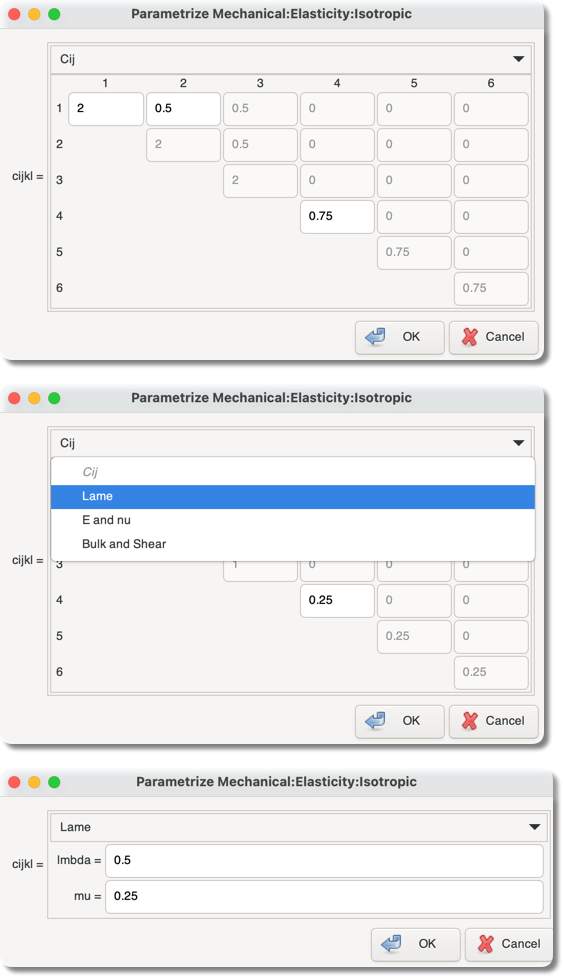 Parametrize Mechanical:Elasticity:Isotropic
Cij
1 2 3 4 5 6
1 2 0.5 0.5 0 0 0
2 2 0.5 0 0 0
cijkl = 3 2 0 0 0
4 0.75 0 0
5 0.75 0
6 0.75
OK Cancel
Parametrize Mechanical:Elasticity:Isotropic
Cij
Cij
Lame
E and nu
Bulk and Shear
cijkl = 3 1 0 0 0
4 0.25 0 0
5 0.25 0
6 0.25
OK Cancel
Parametrize Mechanical:Elasticity:Isotropic
Lame
cijkl = lmbda = 0.5
mu = 0.25
OK Cancel